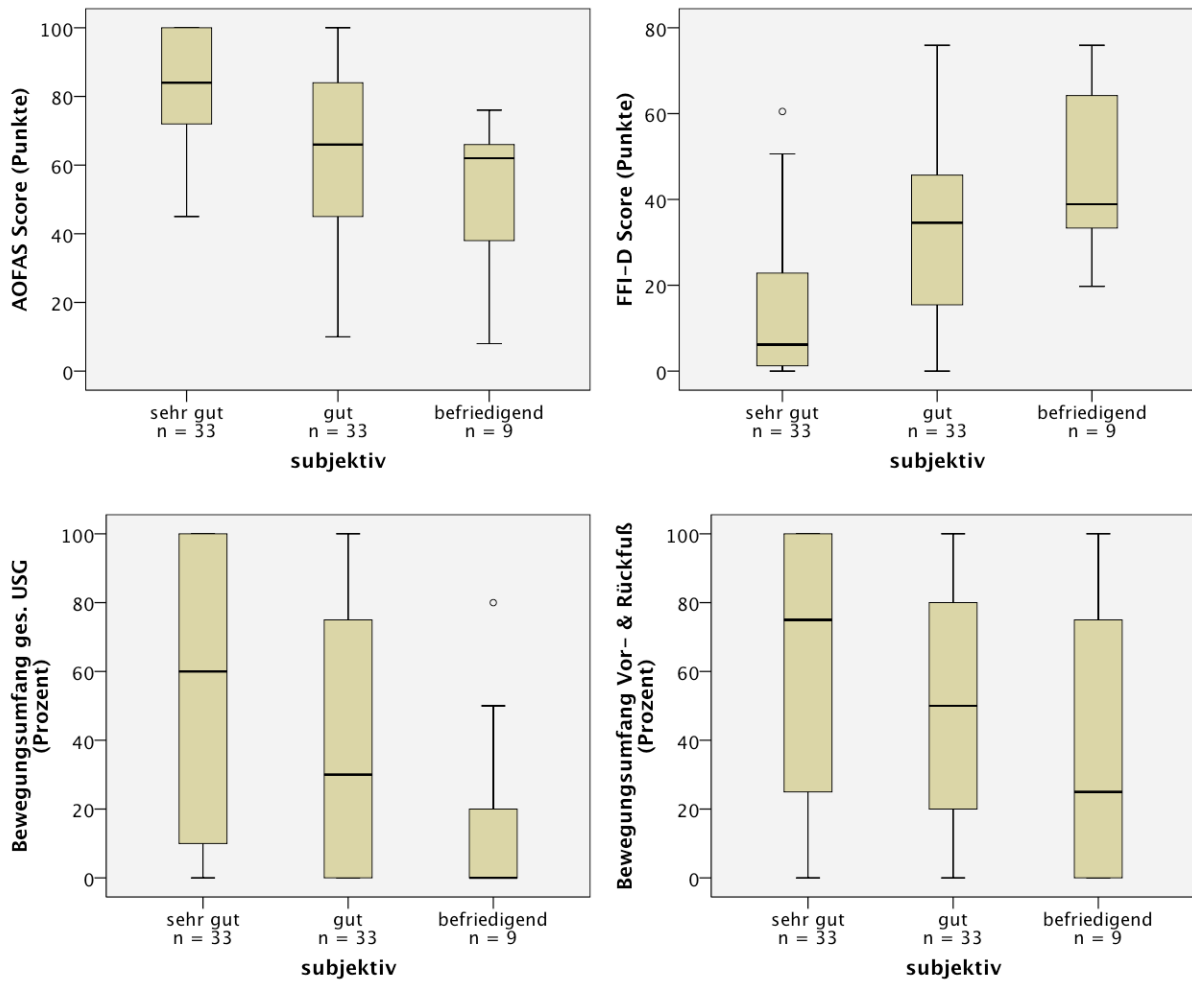 AOFAS Score (Punkte)
100
80
60
40
20
0
sehr gut
n = 33
gut
n = 33
befriedigend
n = 9
subjektiv
FFI-D Score (Punkte)
80
60
40
20
0
sehr gut
n = 33
gut
n = 33
befriedigend
n = 9
subjektiv
Bewegungsumfang ges. USG
(Prozent)
100
80
60
40
20
0
sehr gut
n = 33
gut
n = 33
befriedigend
n = 9
subjektiv
Bewegungsumfang Vor- & Rückfuß
(Prozent)
100
80
60
40
20
0
sehr gut
n = 33
gut
n = 33
befriedigend
n = 9
subjektiv